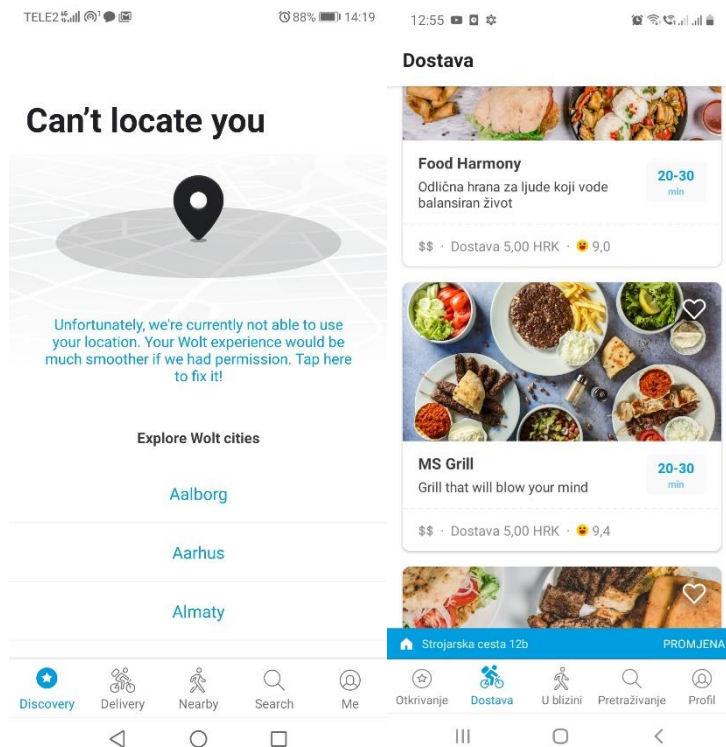 TELE2
88%
14:19
Can't locate you
Unfortunately, we're currently not able to use
your location. Your Wolt experience would be
much smoother if we had permission. Tap here
to fix it!
Explore Wolt cities
Aalborg
Aarhus
Almaty
Discovery
Delivery
Nearby
Search
Me
12:55
Dostava
Food Harmony
Odlična hrana za ljude koji vode
balansiran život
20-30
min
$$ · Dostava 5,00 HRK · 9,0
MS Grill
Grill that will blow your mind
20-30
min
$$ · Dostava 5,00 HRK · 9,4
Strojarska cesta 12b
PROMJENA
Otkrivanje
Dostava
U blizini
Pretraživanje
Profil